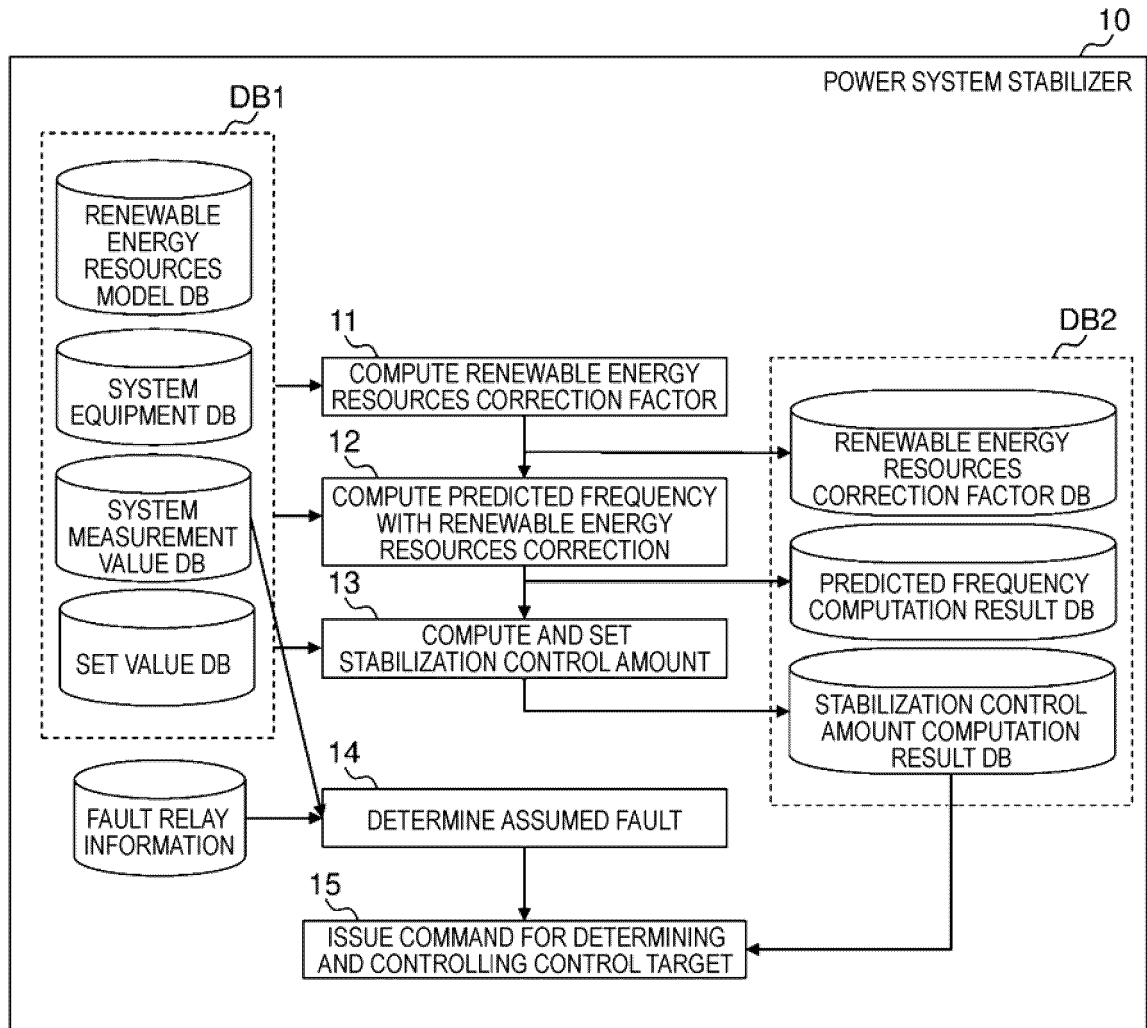 10
POWER SYSTEM STABILIZER
DB1
RENEWABLE
ENERGY
RESOURCES
MODEL DB
SYSTEM
EQUIPMENT DB
SYSTEM
MEASUREMENT
VALUE DB
SET VALUE DB
FAULT RELAY
INFORMATION
11
COMPUTE RENEWABLE ENERGY
RESOURCES CORRECTION FACTOR
12
COMPUTE PREDICTED FREQUENCY
WITH RENEWABLE ENERGY
RESOURCES CORRECTION
13
COMPUTE AND SET
STABILIZATION CONTROL AMOUNT
14
DETERMINE ASSUMED FAULT
15
ISSUE COMMAND FOR DETERMINING
AND CONTROLLING CONTROL TARGET
DB2
RENEWABLE ENERGY
RESOURCES
CORRECTION FACTOR DB
PREDICTED FREQUENCY
COMPUTATION RESULT DB
STABILIZATION CONTROL
AMOUNT COMPUTATION
RESULT DB